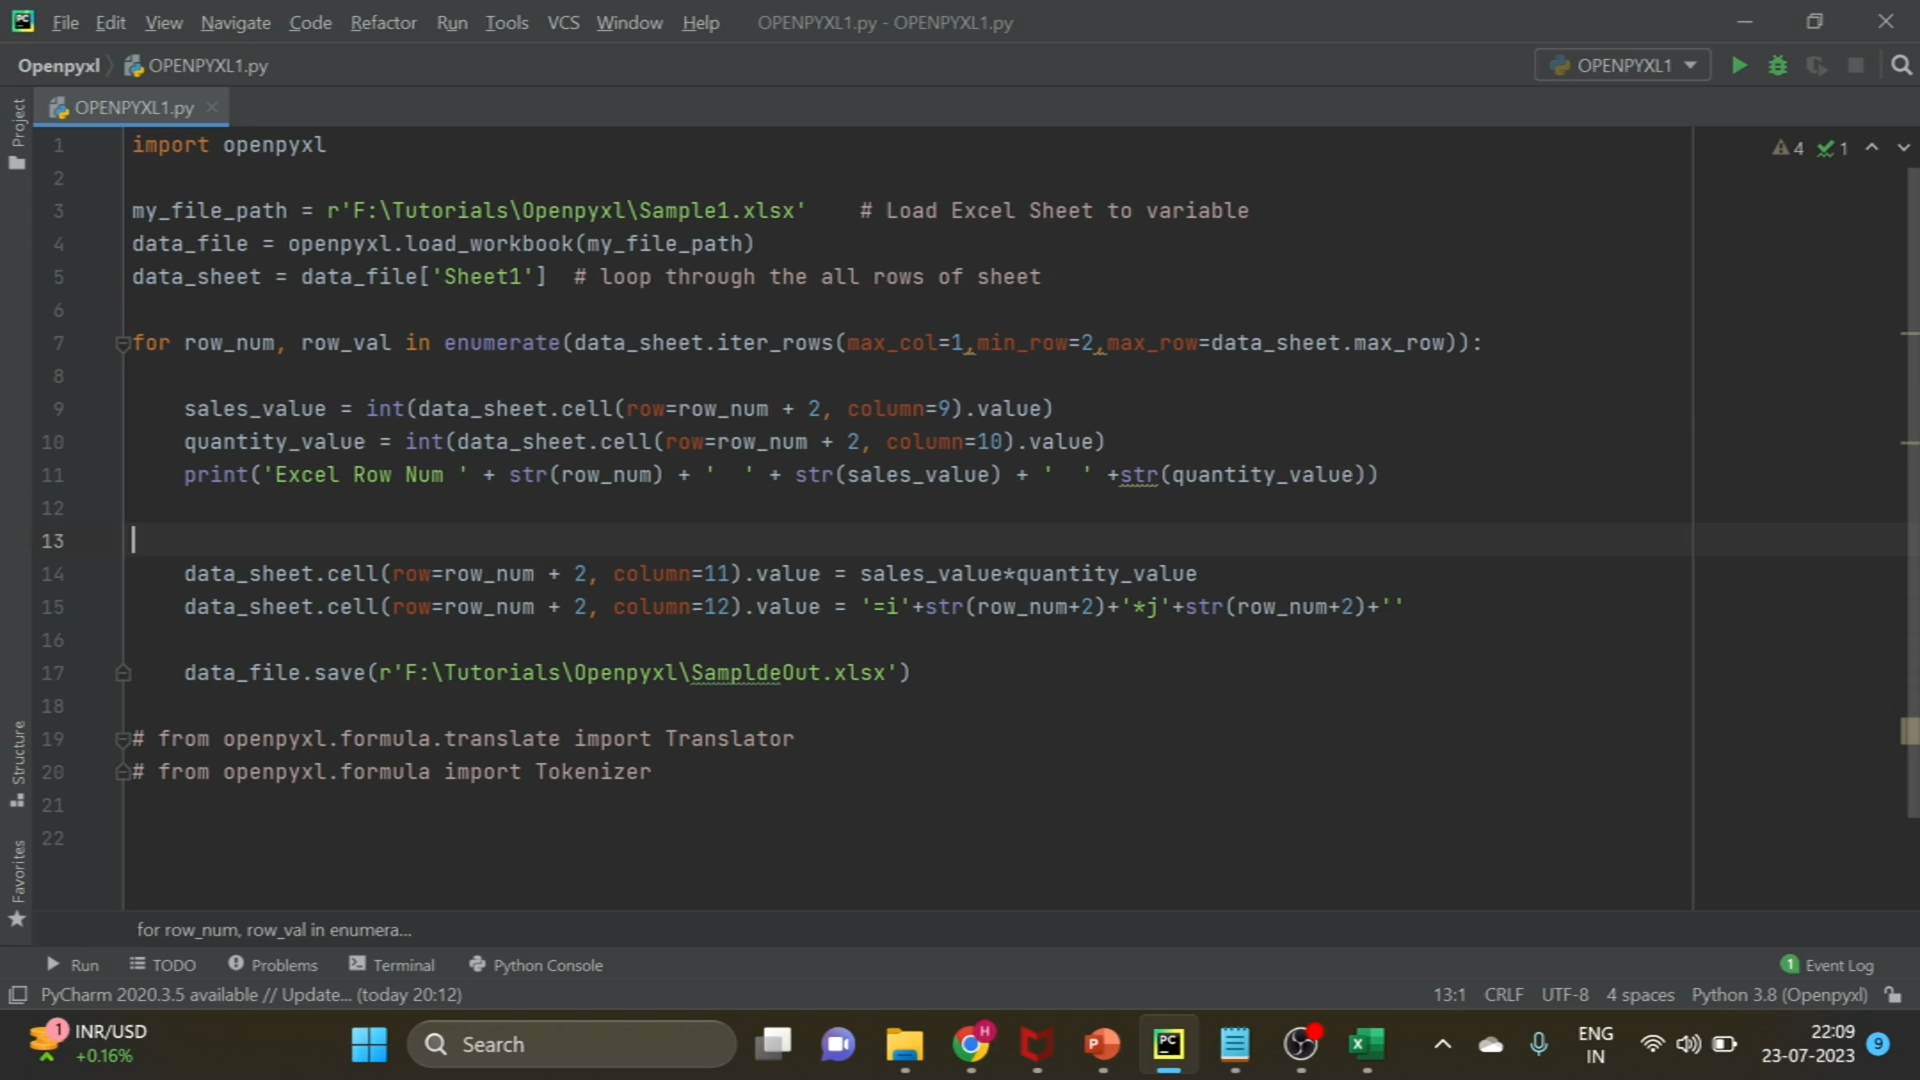 File Edit View Navigate Code Refactor Run Tools VCS Window Help OPENPYXL1.py - OPENPYXL1.py
Openpyxl OPENPYXL1.py OPENPYXL1
OPENPYXL1.py
Project
4 1
1 import openpyxl
2
3 my_file_path = r'F:\Tutorials\Openpyxl\Sample1.xlsx' # Load Excel Sheet to variable
4 data_file = openpyxl.load_workbook(my_file_path)
5 data_sheet = data_file['Sheet1'] # loop through the all rows of sheet
6
7 for row_num, row_val in enumerate(data_sheet.iter_rows(max_col=1,min_row=2,max_row=data_sheet.max_row)):
8
9 sales_value = int(data_sheet.cell(row=row_num + 2, column=9).value)
10 quantity_value = int(data_sheet.cell(row=row_num + 2, column=10).value)
11 print('Excel Row Num ' + str(row_num) + '  ' + str(sales_value) + '  ' +str(quantity_value))
12
13
14 data_sheet.cell(row=row_num + 2, column=11).value = sales_value*quantity_value
15 data_sheet.cell(row=row_num + 2, column=12).value = '=i'+str(row_num+2)+'*j'+str(row_num+2)+''
16
17 data_file.save(r'F:\Tutorials\Openpyxl\SampldeOut.xlsx')
18
19 # from openpyxl.formula.translate import Translator
20 # from openpyxl.formula import Tokenizer
21
22
Structure
Favorites
for row_num, row_val in enumera...
Run TODO Problems Terminal Python Console 1 Event Log
PyCharm 2020.3.5 available // Update... (today 20:12) 13:1 CRLF UTF-8 4 spaces Python 3.8 (Openpyxl)
1 INR/USD
+0.16%
Search
H
P
PC
X
ENG
IN
22:09
23-07-2023
9